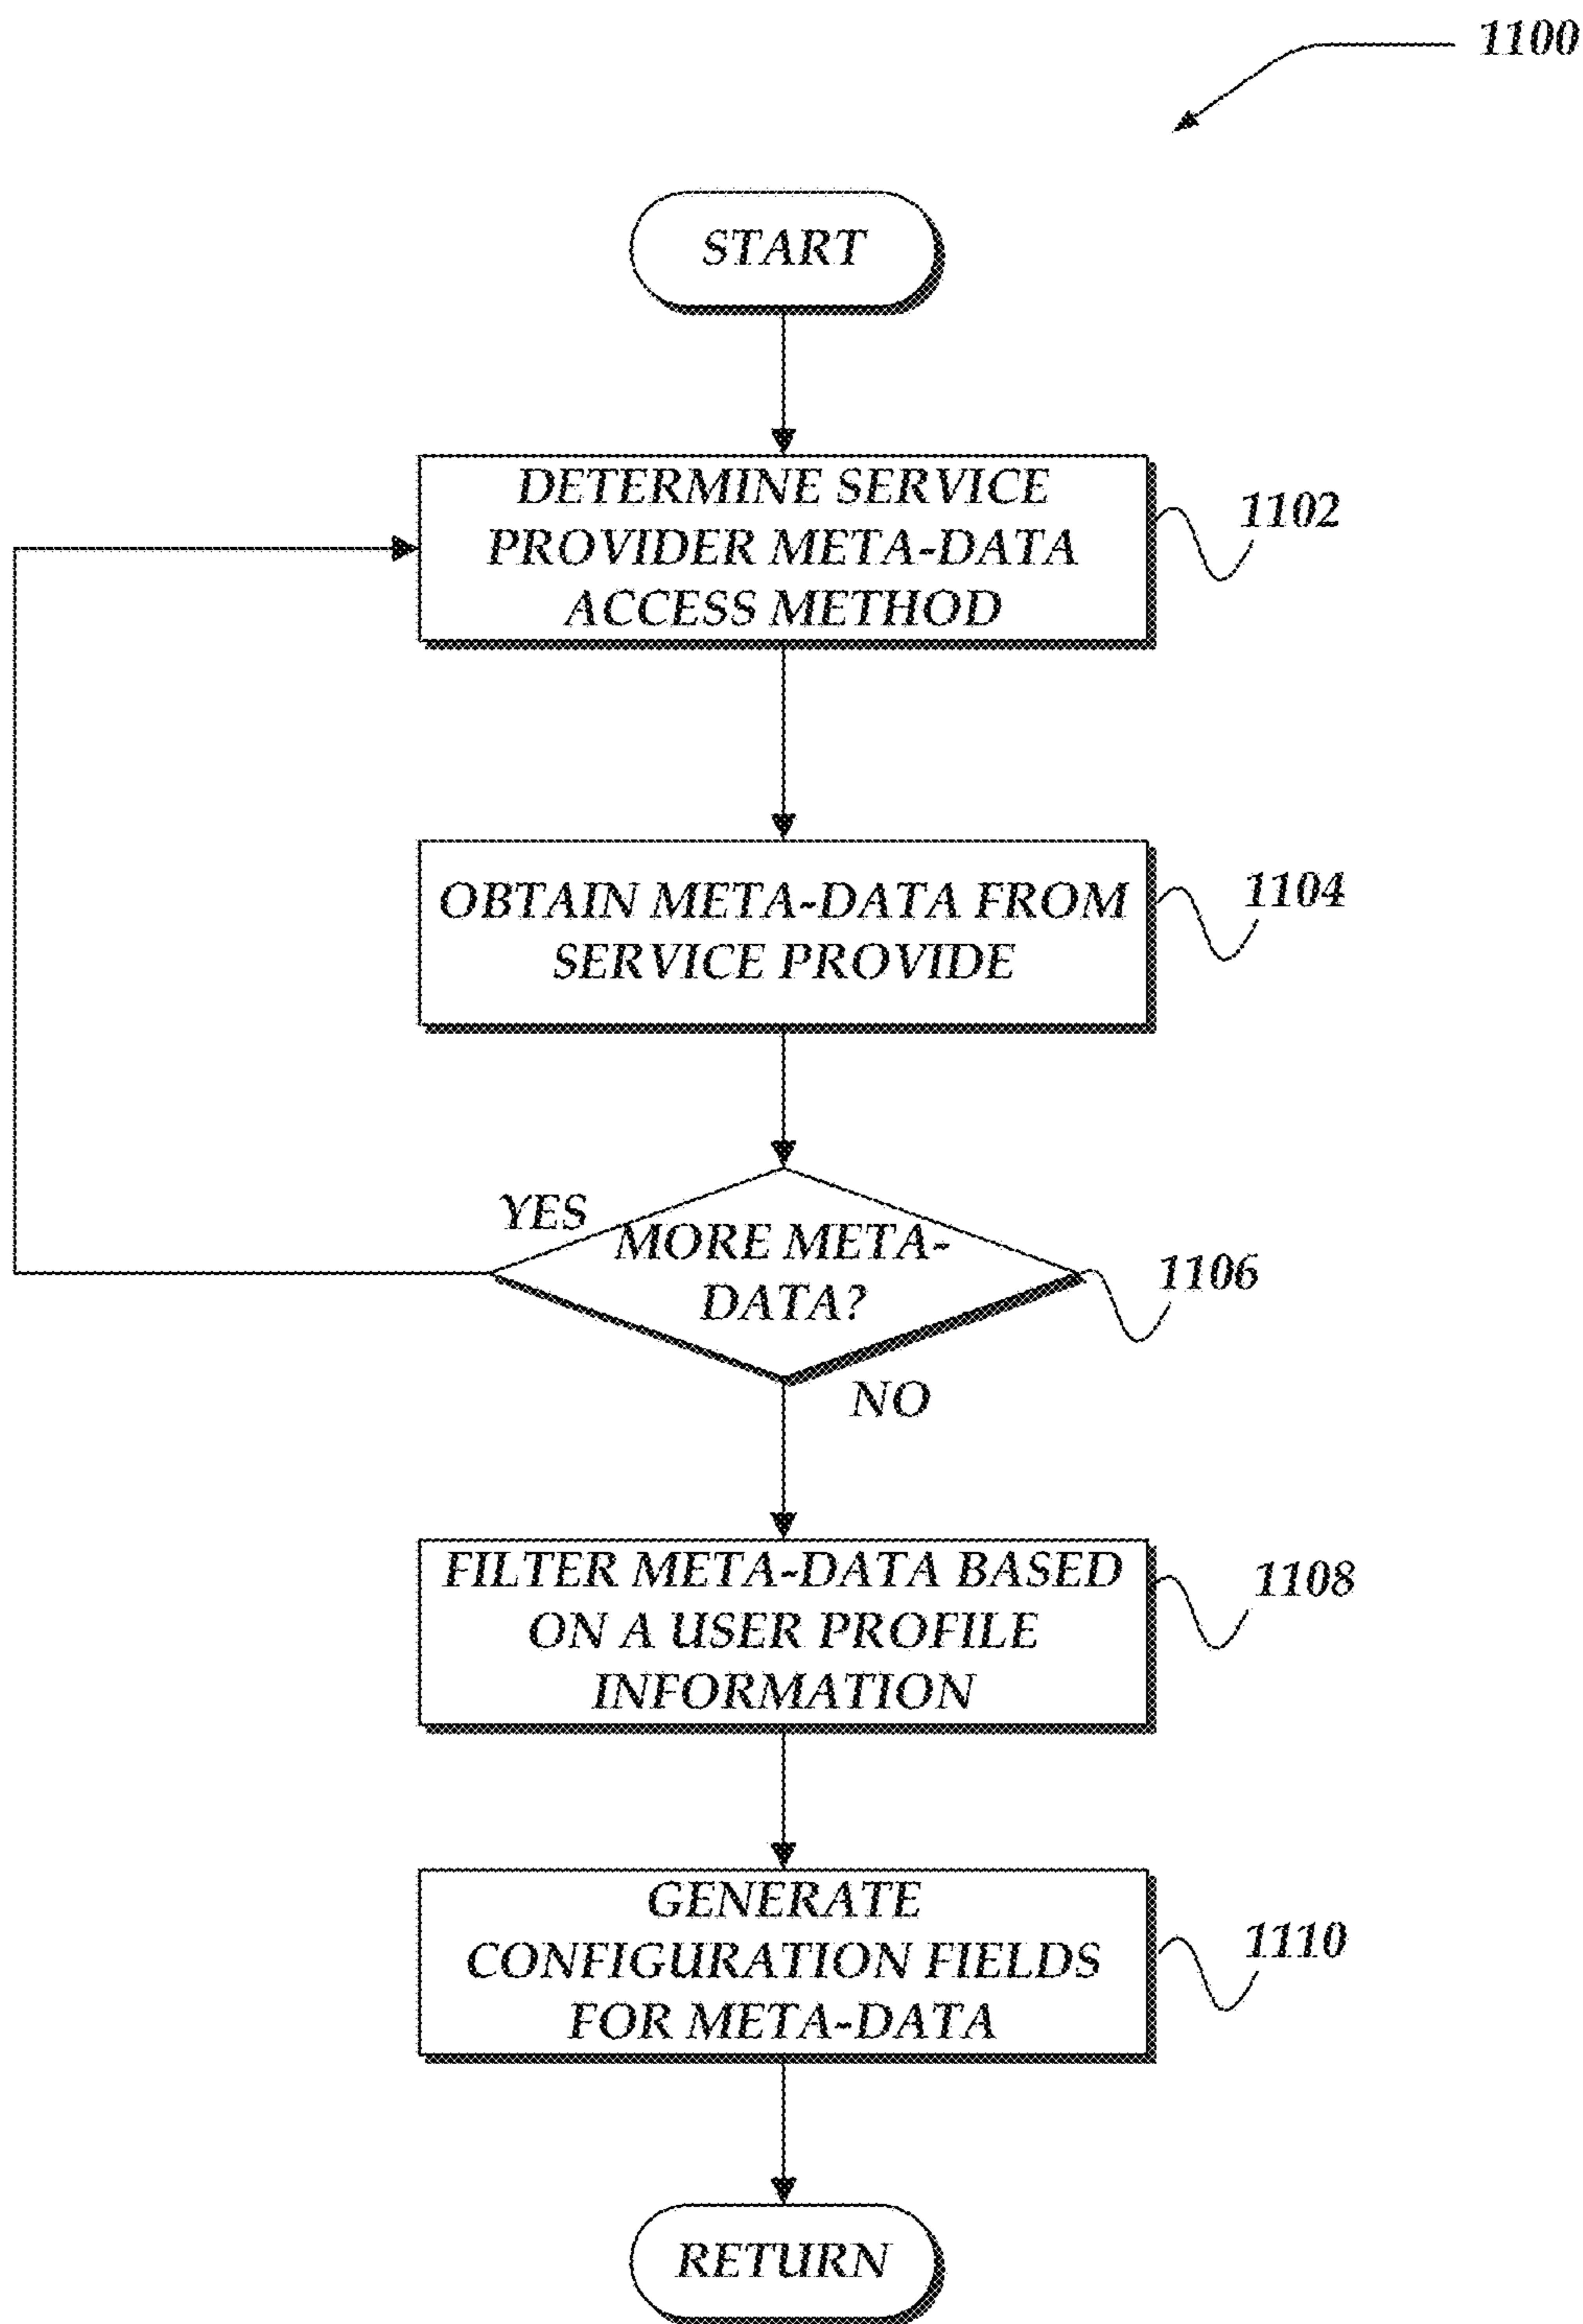 1100
START
DETERMINE SERVICE
PROVIDER META-DATA
ACCESS METHOD
1102
OBTAIN META-DATA FROM
SERVICE PROVIDE
1104
YES
MORE META-
DATA?
1106
NO
FILTER META-DATA BASED
ON A USER PROFILE
INFORMATION
1108
GENERATE
CONFIGURATION FIELDS
FOR META-DATA
1110
RETURN